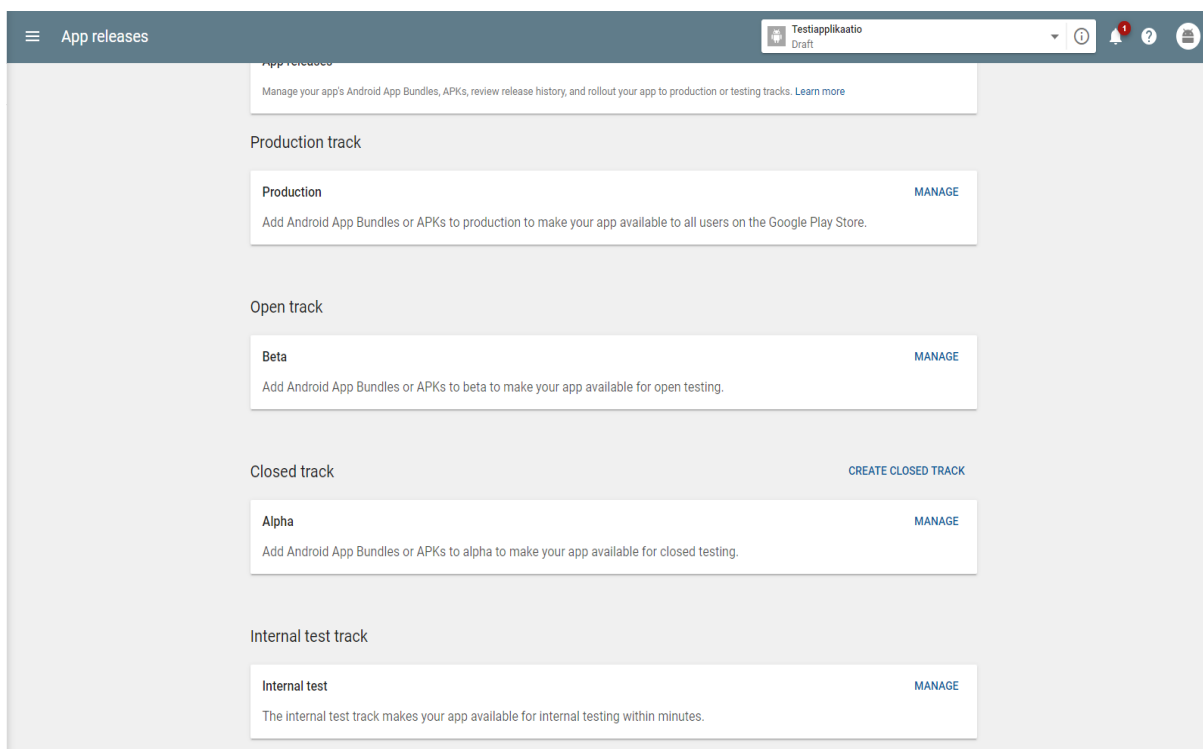 App releases
Testiapplikaatio
Draft
1
App releases
Manage your app's Android App Bundles, APKs, review release history, and rollout your app to production or testing tracks. Learn more
Production track
Production
MANAGE
Add Android App Bundles or APKs to production to make your app available to all users on the Google Play Store.
Open track
Beta
MANAGE
Add Android App Bundles or APKs to beta to make your app available for open testing.
Closed track
CREATE CLOSED TRACK
Alpha
MANAGE
Add Android App Bundles or APKs to alpha to make your app available for closed testing.
Internal test track
Internal test
MANAGE
The internal test track makes your app available for internal testing within minutes.